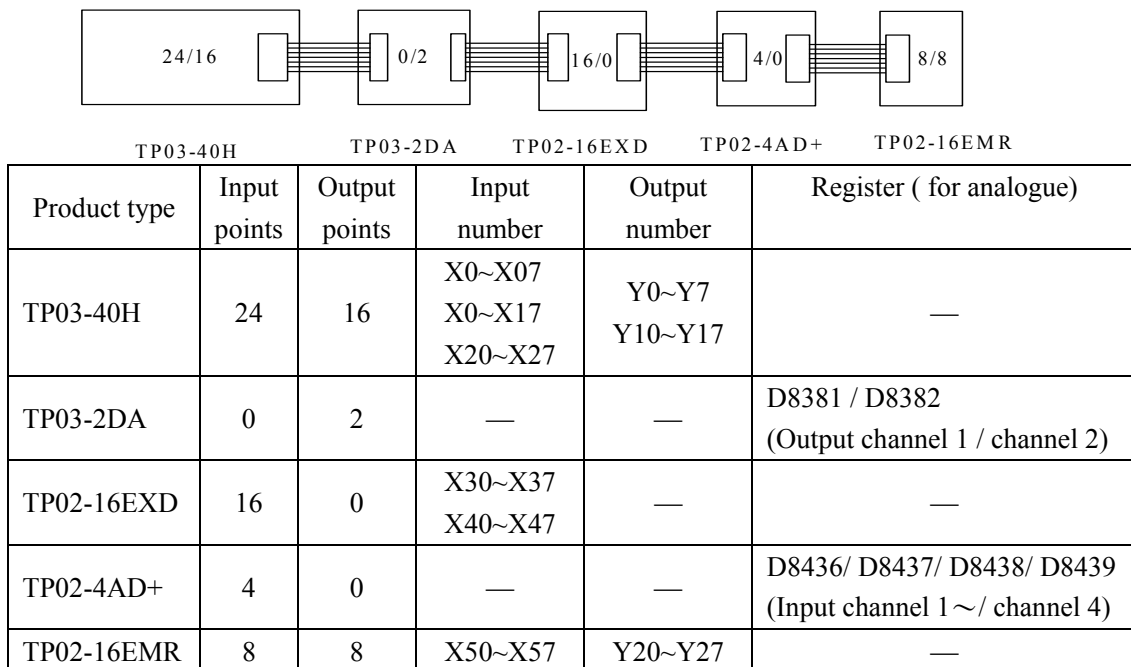 24/16 0/2 16/0 4/0 8/8
TP03-40H TP03-2DA TP02-16EXD TP02-4AD+ TP02-16EMR
Product type Input points Output points Input number Output number Register ( for analogue)
TP03-40H 24 16 X0~X07 Y0~Y7 —
X0~X17 Y10~Y17
X20~X27
TP03-2DA 0 2 — — D8381 / D8382
(Output channel 1 / channel 2)
TP02-16EXD 16 0 X30~X37 — —
X40~X47
TP02-4AD+ 4 0 — — D8436/ D8437/ D8438/ D8439
(Input channel 1~/ channel 4)
TP02-16EMR 8 8 X50~X57 Y20~Y27 —